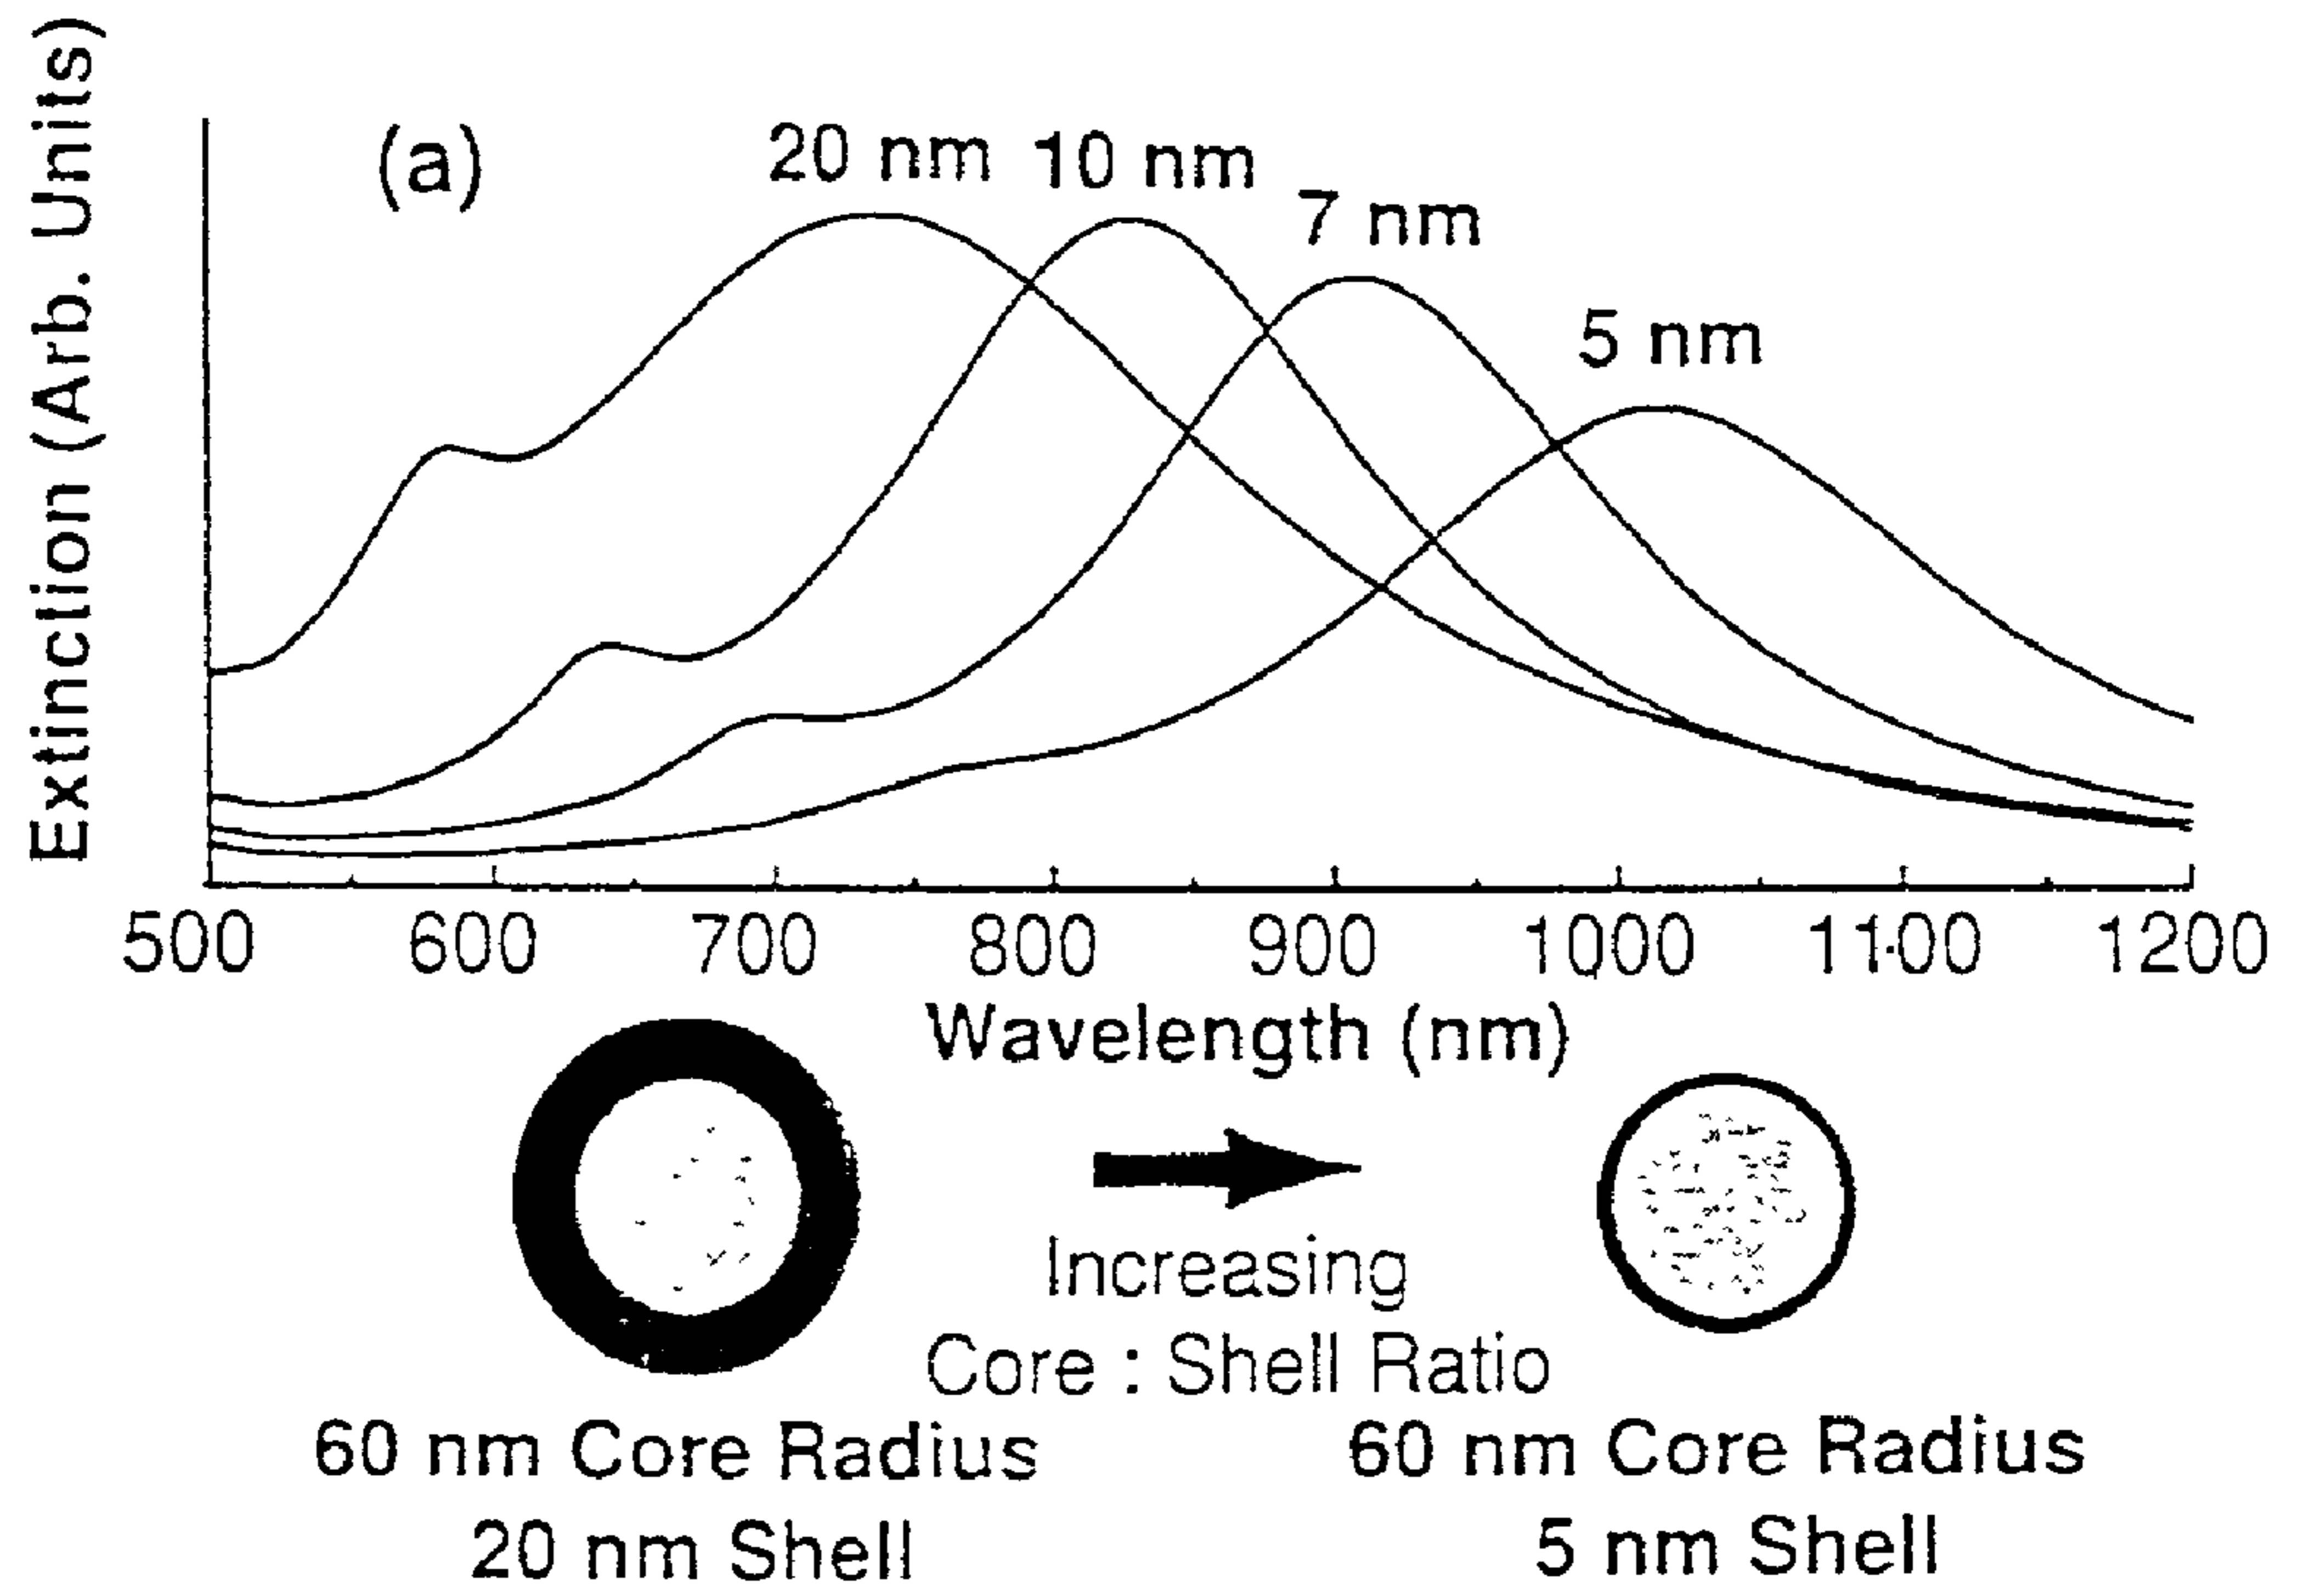 Extinction (Arb. Units)
(a)
20 nm
10 nm
7 nm
5 nm
500 600 700 800 900 1000 1100 1200
Wavelength (nm)
Increasing
Core : Shell Ratio
60 nm Core Radius
20 nm Shell
60 nm Core Radius
5 nm Shell